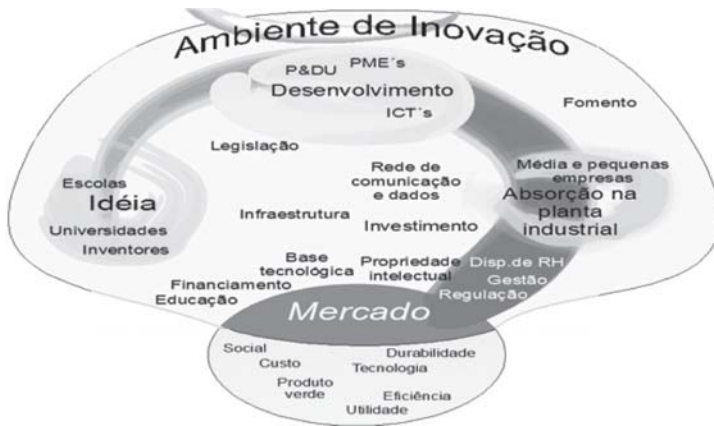 Ambiente de Inovação
P&DU PME´s
Desenvolvimento
ICT´s
Fomento
Legislação
Escolas
Idéia
Universidades
Inventores
Rede de
comunicação
e dados
Média e pequenas
empresas
Absorção na
planta
industrial
Infraestrutura
Investimento
Base
tecnológica
Propriedade
intelectual
Disp.de RH
Gestão
Regulação
Financiamento
Educação
Mercado
Social
Custo
Durabilidade
Tecnologia
Produto
verde
Eficiência
Utilidade